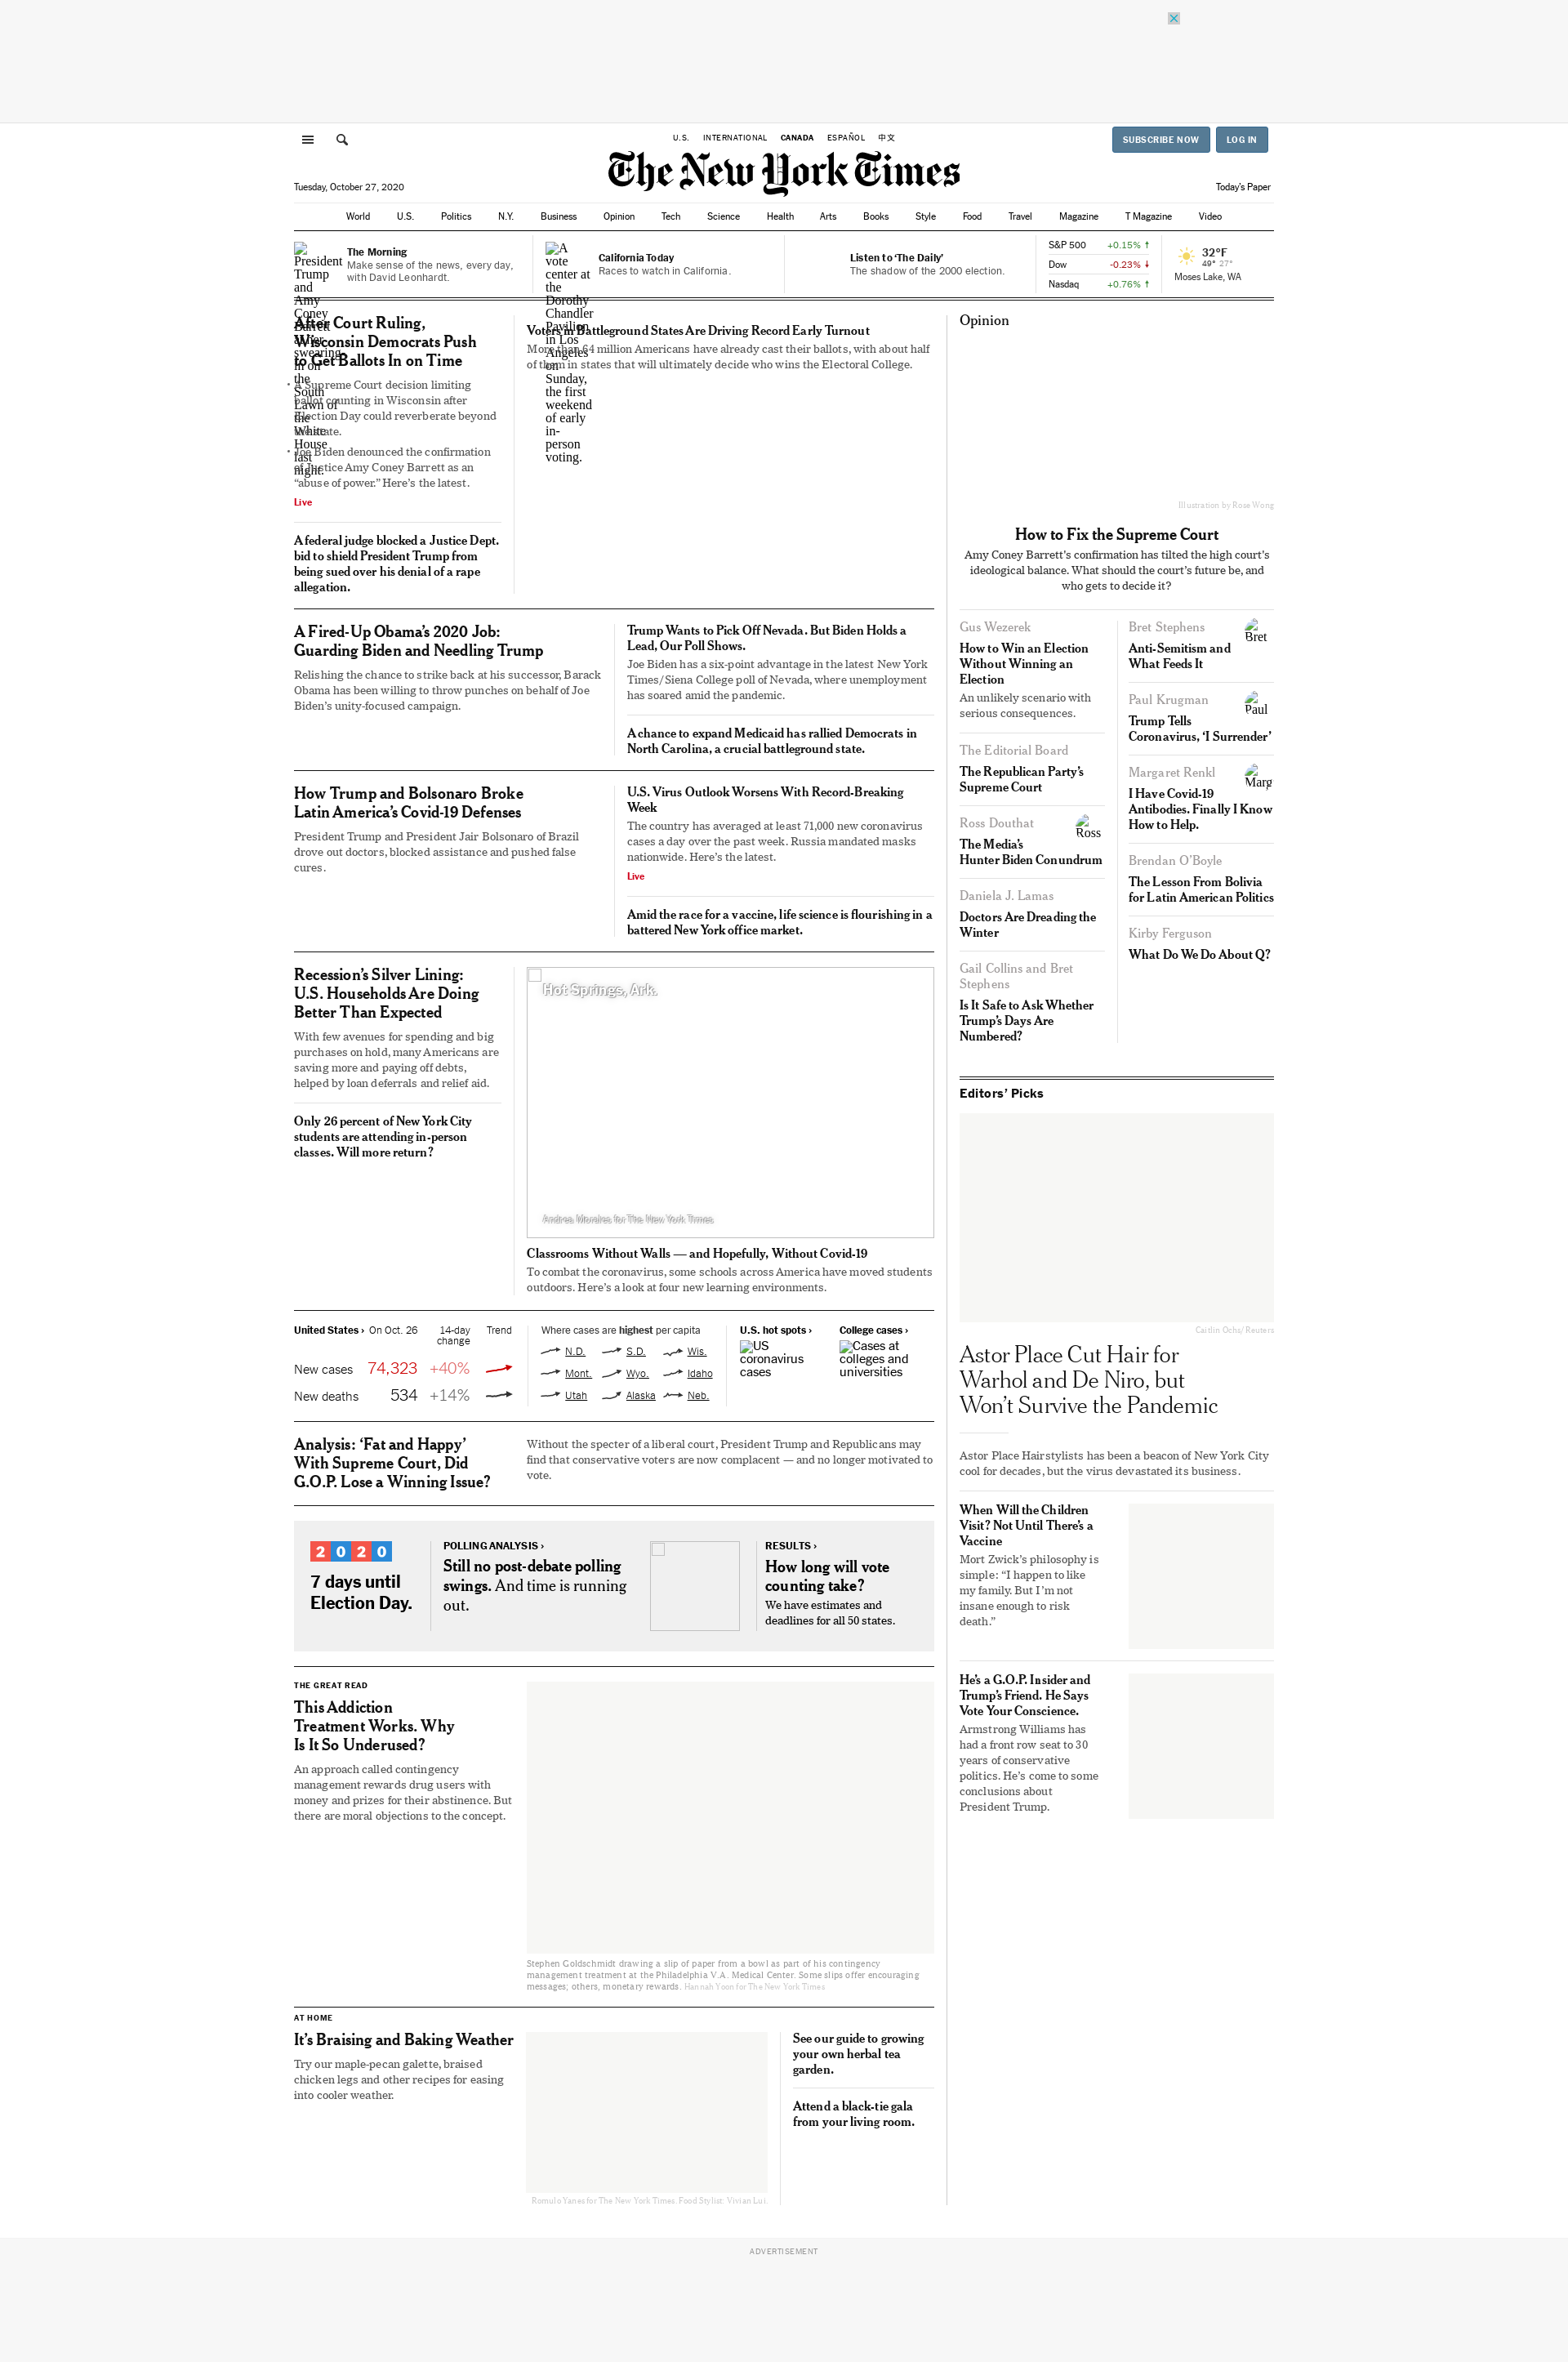 U.S. INTERNATIONAL CANADA ESPAÑOL 中文
SUBSCRIBE NOW
LOG IN
The New York Times
Tuesday, October 27, 2020
Today's Paper
World U.S. Politics N.Y. Business Opinion Tech Science Health Arts Books Style Food Travel Magazine T Magazine Video
President
Trump
and
Amy
Coney
Barrett
at her
swearing-
in on
the
South
Lawn of
the
White
House
last
night.
The Morning
Make sense of the news, every day,
with David Leonhardt.
A
vote
center at
the
Dorothy
Chandler
Pavilion
in Los
Angeles
on
Sunday,
the first
weekend
of early
in-
person
voting.
California Today
Races to watch in California.
Listen to ‘The Daily’
The shadow of the 2000 election.
S&P 500 +0.15% ↑
Dow -0.23% ↓
Nasdaq +0.76% ↑
32°F
49° 27°
Moses Lake, WA
After Court Ruling,
Wisconsin Democrats Push
to Get Ballots In on Time
• A Supreme Court decision limiting
ballot counting in Wisconsin after
Election Day could reverberate beyond
the state.
• Joe Biden denounced the confirmation
of Justice Amy Coney Barrett as an
“abuse of power.” Here’s the latest.
Live
A federal judge blocked a Justice Dept.
bid to shield President Trump from
being sued over his denial of a rape
allegation.
Voters in Battleground States Are Driving Record Early Turnout
More than 64 million Americans have already cast their ballots, with about half
of them in states that will ultimately decide who wins the Electoral College.
A Fired-Up Obama’s 2020 Job:
Guarding Biden and Needling Trump
Relishing the chance to strike back at his successor, Barack
Obama has been willing to throw punches on behalf of Joe
Biden’s unity-focused campaign.
Trump Wants to Pick Off Nevada. But Biden Holds a
Lead, Our Poll Shows.
Joe Biden has a six-point advantage in the latest New York
Times/Siena College poll of Nevada, where unemployment
has soared amid the pandemic.
A chance to expand Medicaid has rallied Democrats in
North Carolina, a crucial battleground state.
How Trump and Bolsonaro Broke
Latin America’s Covid-19 Defenses
President Trump and President Jair Bolsonaro of Brazil
drove out doctors, blocked assistance and pushed false
cures.
U.S. Virus Outlook Worsens With Record-Breaking
Week
The country has averaged at least 71,000 new coronavirus
cases a day over the past week. Russia mandated masks
nationwide. Here’s the latest.
Live
Amid the race for a vaccine, life science is flourishing in a
battered New York office market.
Recession’s Silver Lining:
U.S. Households Are Doing
Better Than Expected
With few avenues for spending and big
purchases on hold, many Americans are
saving more and paying off debts,
helped by loan deferrals and relief aid.
Only 26 percent of New York City
students are attending in-person
classes. Will more return?
Hot Springs, Ark.
Andrea Morales for The New York Times
Classrooms Without Walls — and Hopefully, Without Covid-19
To combat the coronavirus, some schools across America have moved students
outdoors. Here’s a look at four new learning environments.
United States › On Oct. 26 14-day change Trend
New cases 74,323 +40%
New deaths 534 +14%
Where cases are highest per capita
N.D. S.D. Wis.
Mont. Wyo. Idaho
Utah Alaska Neb.
U.S. hot spots ›
US
coronavirus
cases
College cases ›
Cases at
colleges and
universities
Analysis: ‘Fat and Happy’
With Supreme Court, Did
G.O.P. Lose a Winning Issue?
Without the specter of a liberal court, President Trump and Republicans may
find that conservative voters are now complacent — and no longer motivated to
vote.
2020
7 days until
Election Day.
POLLING ANALYSIS ›
Still no post-debate polling
swings. And time is running
out.
RESULTS ›
How long will vote
counting take?
We have estimates and
deadlines for all 50 states.
THE GREAT READ
This Addiction
Treatment Works. Why
Is It So Underused?
An approach called contingency
management rewards drug users with
money and prizes for their abstinence. But
there are moral objections to the concept.
Stephen Goldschmidt drawing a slip of paper from a bowl as part of his contingency
management treatment at the Philadelphia V.A. Medical Center. Some slips offer encouraging
messages; others, monetary rewards. Hannah Yoon for The New York Times
AT HOME
It’s Braising and Baking Weather
Try our maple-pecan galette, braised
chicken legs and other recipes for easing
into cooler weather.
Romulo Yanes for The New York Times. Food Stylist: Vivian Lui.
See our guide to growing
your own herbal tea
garden.
Attend a black-tie gala
from your living room.
Opinion
Illustration by Rose Wong
How to Fix the Supreme Court
Amy Coney Barrett’s confirmation has tilted the high court’s
ideological balance. What should the court’s future be, and
who gets to decide it?
Gus Wezerek
How to Win an Election
Without Winning an
Election
An unlikely scenario with
serious consequences.
The Editorial Board
The Republican Party’s
Supreme Court
Ross Douthat
Ross
The Media’s
Hunter Biden Conundrum
Daniela J. Lamas
Doctors Are Dreading the
Winter
Gail Collins and Bret
Stephens
Is It Safe to Ask Whether
Trump’s Days Are
Numbered?
Bret Stephens
Bret
Anti-Semitism and
What Feeds It
Paul Krugman
Paul
Trump Tells
Coronavirus, ‘I Surrender’
Margaret Renkl
Marg
I Have Covid-19
Antibodies. Finally I Know
How to Help.
Brendan O’Boyle
The Lesson From Bolivia
for Latin American Politics
Kirby Ferguson
What Do We Do About Q?
Editors’ Picks
Caitlin Ochs/Reuters
Astor Place Cut Hair for
Warhol and De Niro, but
Won’t Survive the Pandemic
Astor Place Hairstylists has been a beacon of New York City
cool for decades, but the virus devastated its business.
When Will the Children
Visit? Not Until There’s a
Vaccine
Mort Zwick’s philosophy is
simple: “I happen to like
my family. But I’m not
insane enough to risk
death.”
He’s a G.O.P. Insider and
Trump’s Friend. He Says
Vote Your Conscience.
Armstrong Williams has
had a front row seat to 30
years of conservative
politics. He’s come to some
conclusions about
President Trump.
ADVERTISEMENT